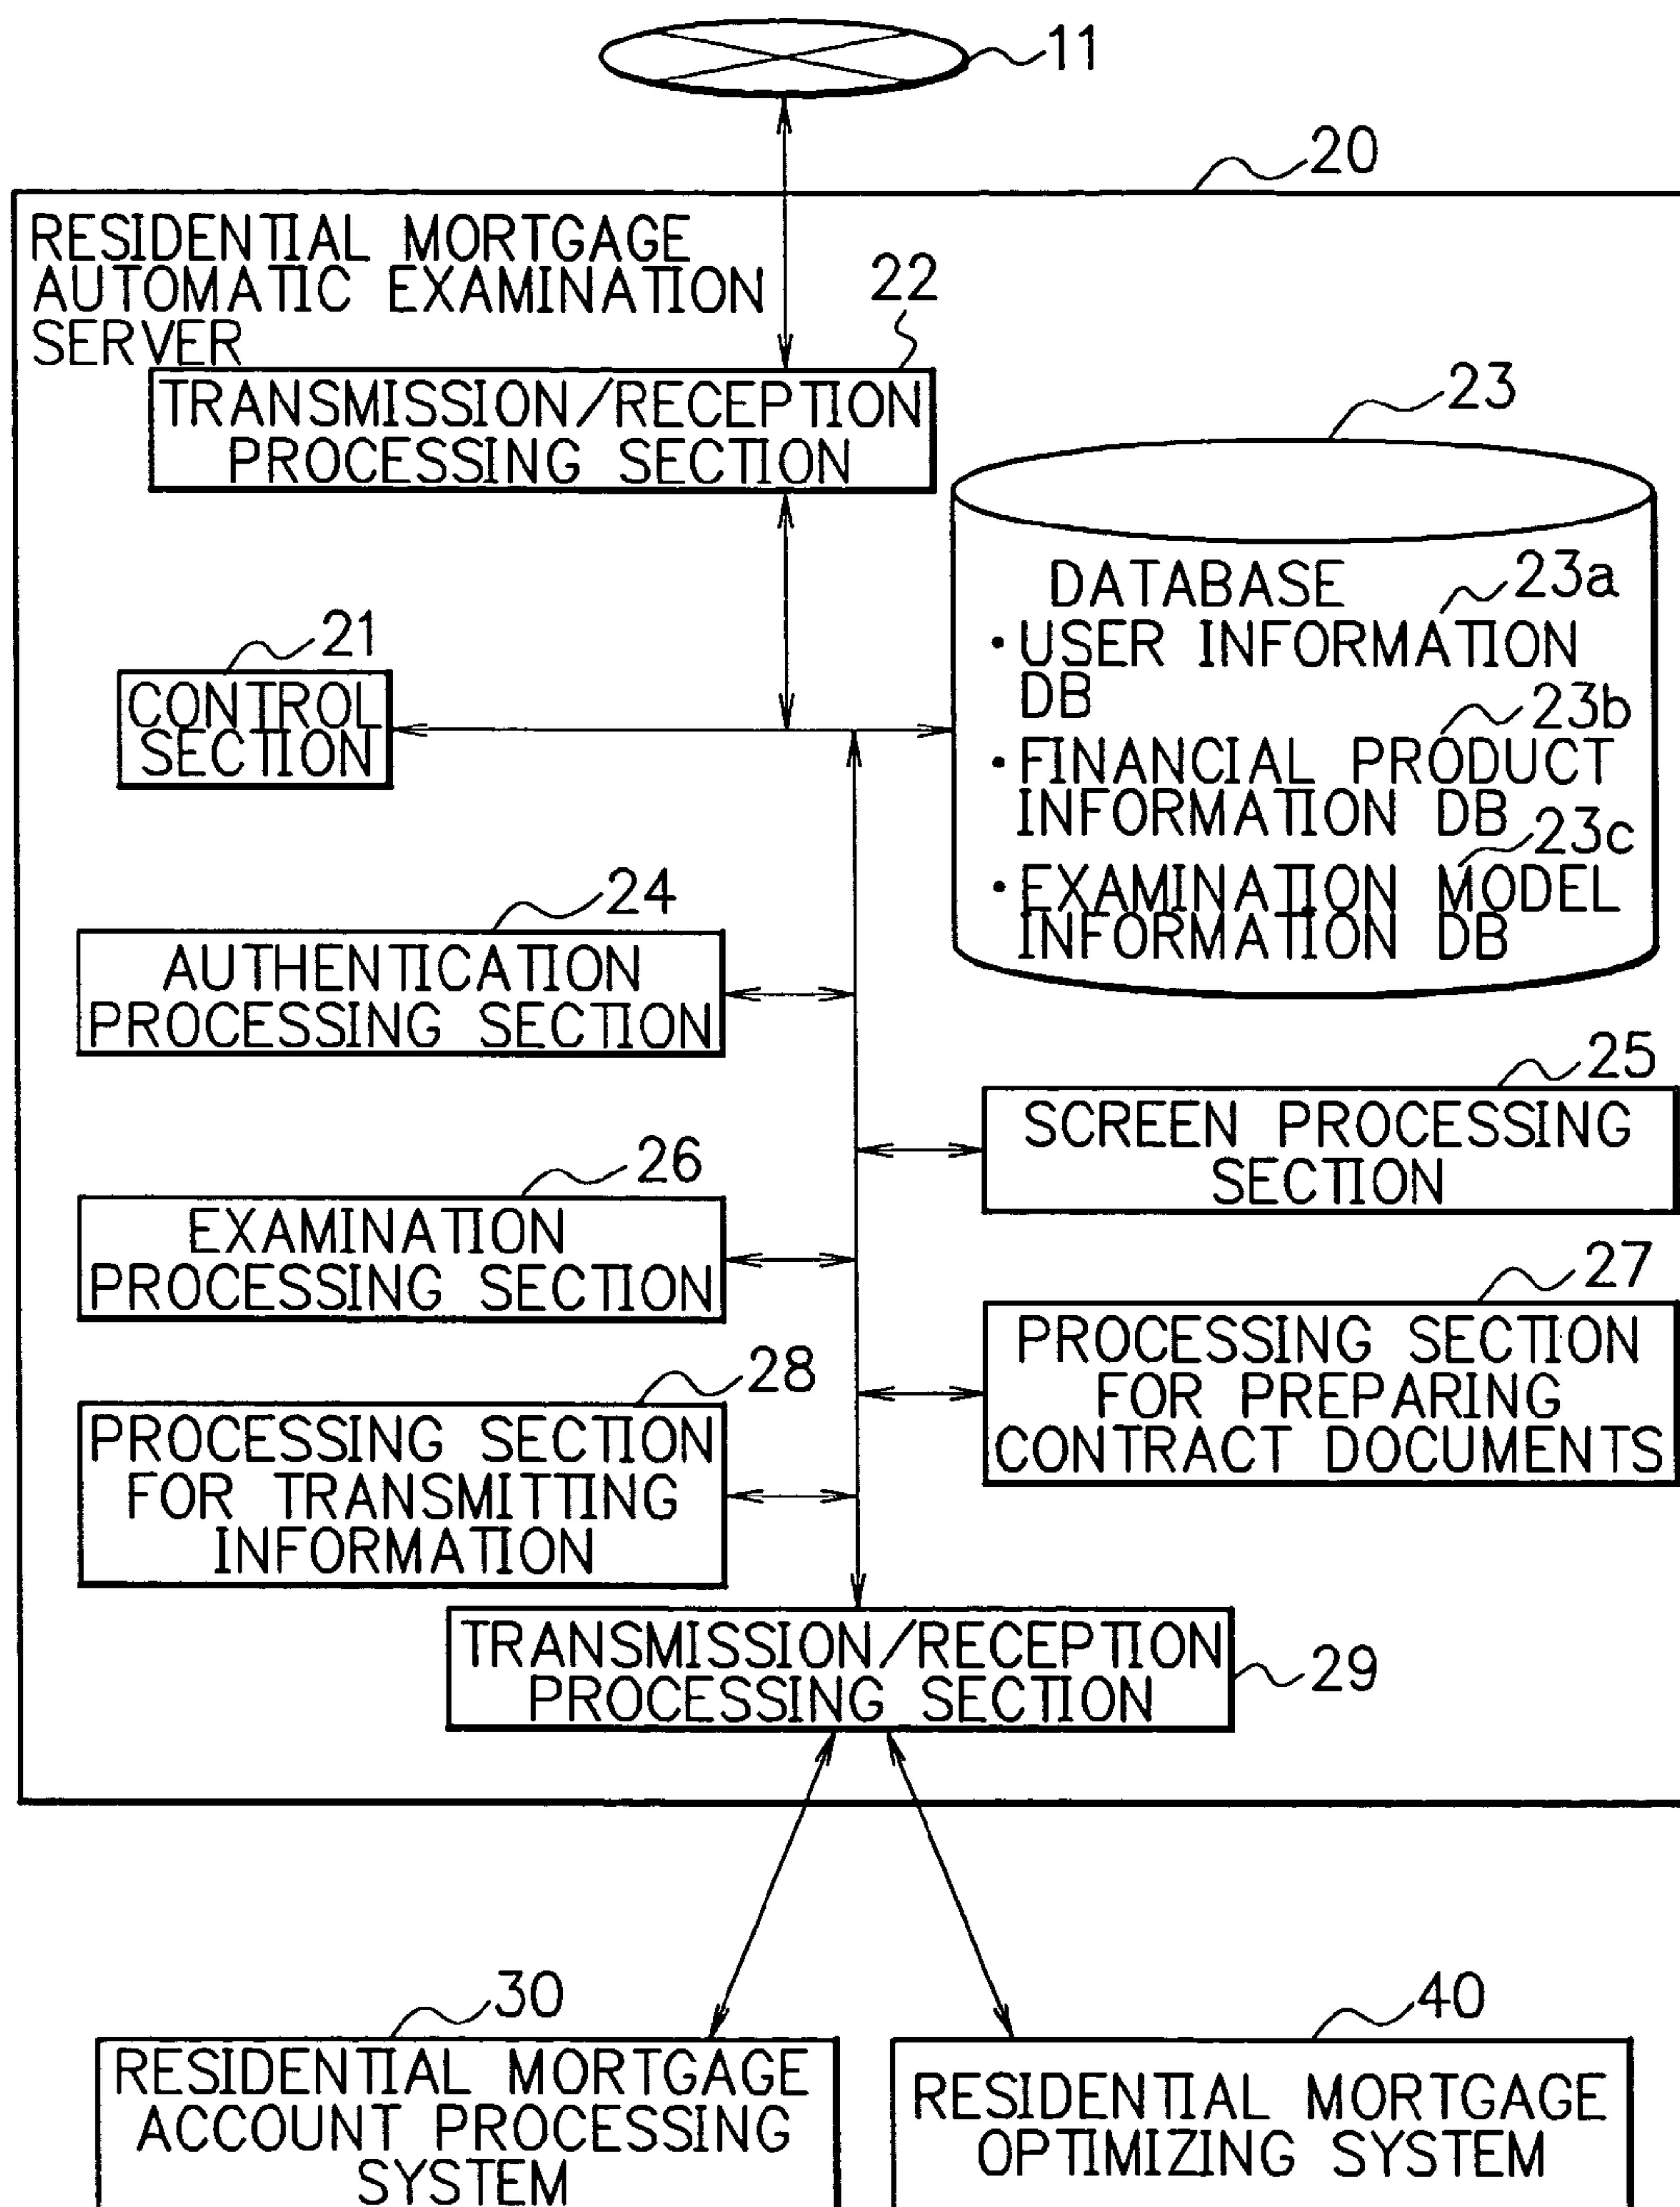 11
20
RESIDENTIAL MORTGAGE
AUTOMATIC EXAMINATION
SERVER
22
TRANSMISSION/RECEPTION
PROCESSING SECTION
23
DATABASE
23a
・USER INFORMATION
DB
23b
・FINANCIAL PRODUCT
INFORMATION DB
23c
・EXAMINATION MODEL
INFORMATION DB
21
CONTROL
SECTION
24
AUTHENTICATION
PROCESSING SECTION
25
SCREEN PROCESSING
SECTION
26
EXAMINATION
PROCESSING SECTION
27
PROCESSING SECTION
FOR PREPARING
CONTRACT DOCUMENTS
28
PROCESSING SECTION
FOR TRANSMITTING
INFORMATION
TRANSMISSION/RECEPTION
PROCESSING SECTION
29
30
RESIDENTIAL MORTGAGE
ACCOUNT PROCESSING
SYSTEM
40
RESIDENTIAL MORTGAGE
OPTIMIZING SYSTEM